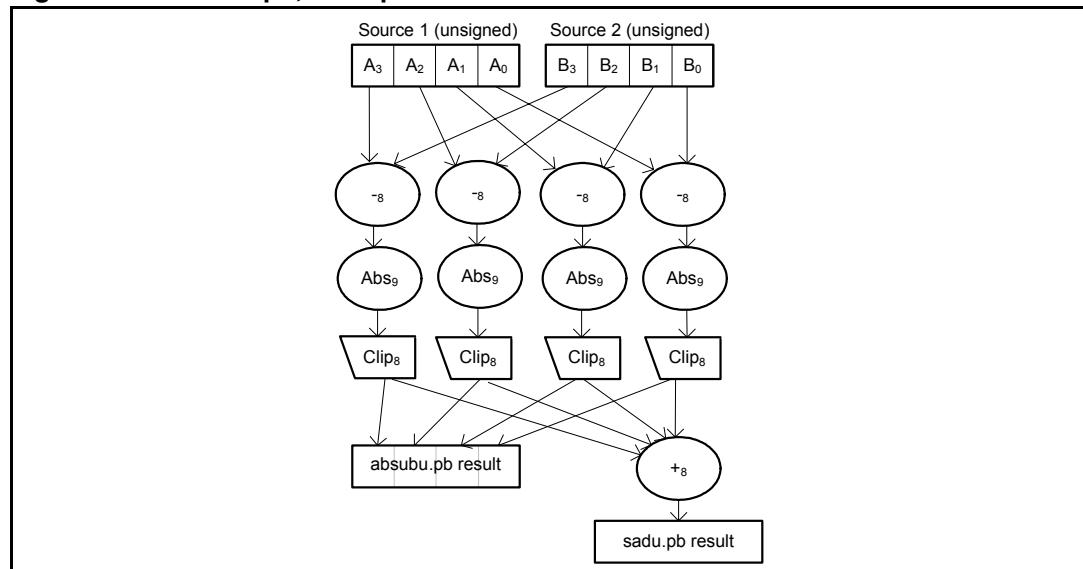 Source 1 (unsigned) Source 2 (unsigned)
A₃ A₂ A₁ A₀ B₃ B₂ B₁ B₀
-₈ -₈ -₈ -₈
Abs₉ Abs₉ Abs₉ Abs₉
Clip₈ Clip₈ Clip₈ Clip₈
absubu.pb result
+₈
sadu.pb result